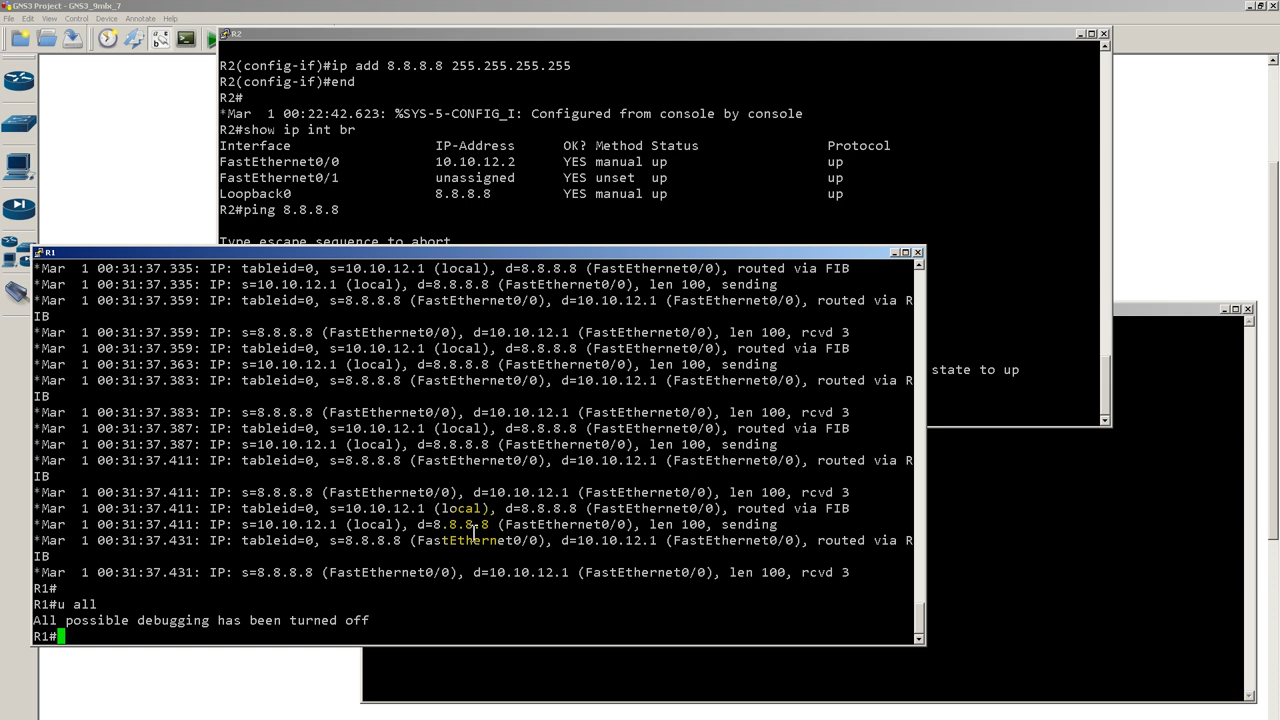 GNS3 Project - GNS3_9mlx_7
File Edit View Control Device Annotate Help
R2
R2(config-if)#ip add 8.8.8.8 255.255.255.255
R2(config-if)#end
R2#
*Mar  1 00:22:42.623: %SYS-5-CONFIG_I: Configured from console by console
R2#show ip int br
Interface IP-Address OK? Method Status Protocol
FastEthernet0/0 10.10.12.2 YES manual up up
FastEthernet0/1 unassigned YES unset up up
Loopback0 8.8.8.8 YES manual up up
R2#ping 8.8.8.8
Type escape sequence to abort
state to up
R1
*Mar  1 00:31:37.335: IP: tableid=0, s=10.10.12.1 (local), d=8.8.8.8 (FastEthernet0/0), routed via FIB
*Mar  1 00:31:37.335: IP: s=10.10.12.1 (local), d=8.8.8.8 (FastEthernet0/0), len 100, sending
*Mar  1 00:31:37.359: IP: tableid=0, s=8.8.8.8 (FastEthernet0/0), d=10.10.12.1 (FastEthernet0/0), routed via R
IB
*Mar  1 00:31:37.359: IP: s=8.8.8.8 (FastEthernet0/0), d=10.10.12.1 (FastEthernet0/0), len 100, rcvd 3
*Mar  1 00:31:37.359: IP: tableid=0, s=10.10.12.1 (local), d=8.8.8.8 (FastEthernet0/0), routed via FIB
*Mar  1 00:31:37.363: IP: s=10.10.12.1 (local), d=8.8.8.8 (FastEthernet0/0), len 100, sending
*Mar  1 00:31:37.383: IP: tableid=0, s=8.8.8.8 (FastEthernet0/0), d=10.10.12.1 (FastEthernet0/0), routed via R
IB
*Mar  1 00:31:37.383: IP: s=8.8.8.8 (FastEthernet0/0), d=10.10.12.1 (FastEthernet0/0), len 100, rcvd 3
*Mar  1 00:31:37.387: IP: tableid=0, s=10.10.12.1 (local), d=8.8.8.8 (FastEthernet0/0), routed via FIB
*Mar  1 00:31:37.387: IP: s=10.10.12.1 (local), d=8.8.8.8 (FastEthernet0/0), len 100, sending
*Mar  1 00:31:37.411: IP: tableid=0, s=8.8.8.8 (FastEthernet0/0), d=10.10.12.1 (FastEthernet0/0), routed via R
IB
*Mar  1 00:31:37.411: IP: s=8.8.8.8 (FastEthernet0/0), d=10.10.12.1 (FastEthernet0/0), len 100, rcvd 3
*Mar  1 00:31:37.411: IP: tableid=0, s=10.10.12.1 (local), d=8.8.8.8 (FastEthernet0/0), routed via FIB
*Mar  1 00:31:37.411: IP: s=10.10.12.1 (local), d=8.8.8.8 (FastEthernet0/0), len 100, sending
*Mar  1 00:31:37.431: IP: tableid=0, s=8.8.8.8 (FastEthernet0/0), d=10.10.12.1 (FastEthernet0/0), routed via R
IB
*Mar  1 00:31:37.431: IP: s=8.8.8.8 (FastEthernet0/0), d=10.10.12.1 (FastEthernet0/0), len 100, rcvd 3
R1#
R1#u all
All possible debugging has been turned off
R1#